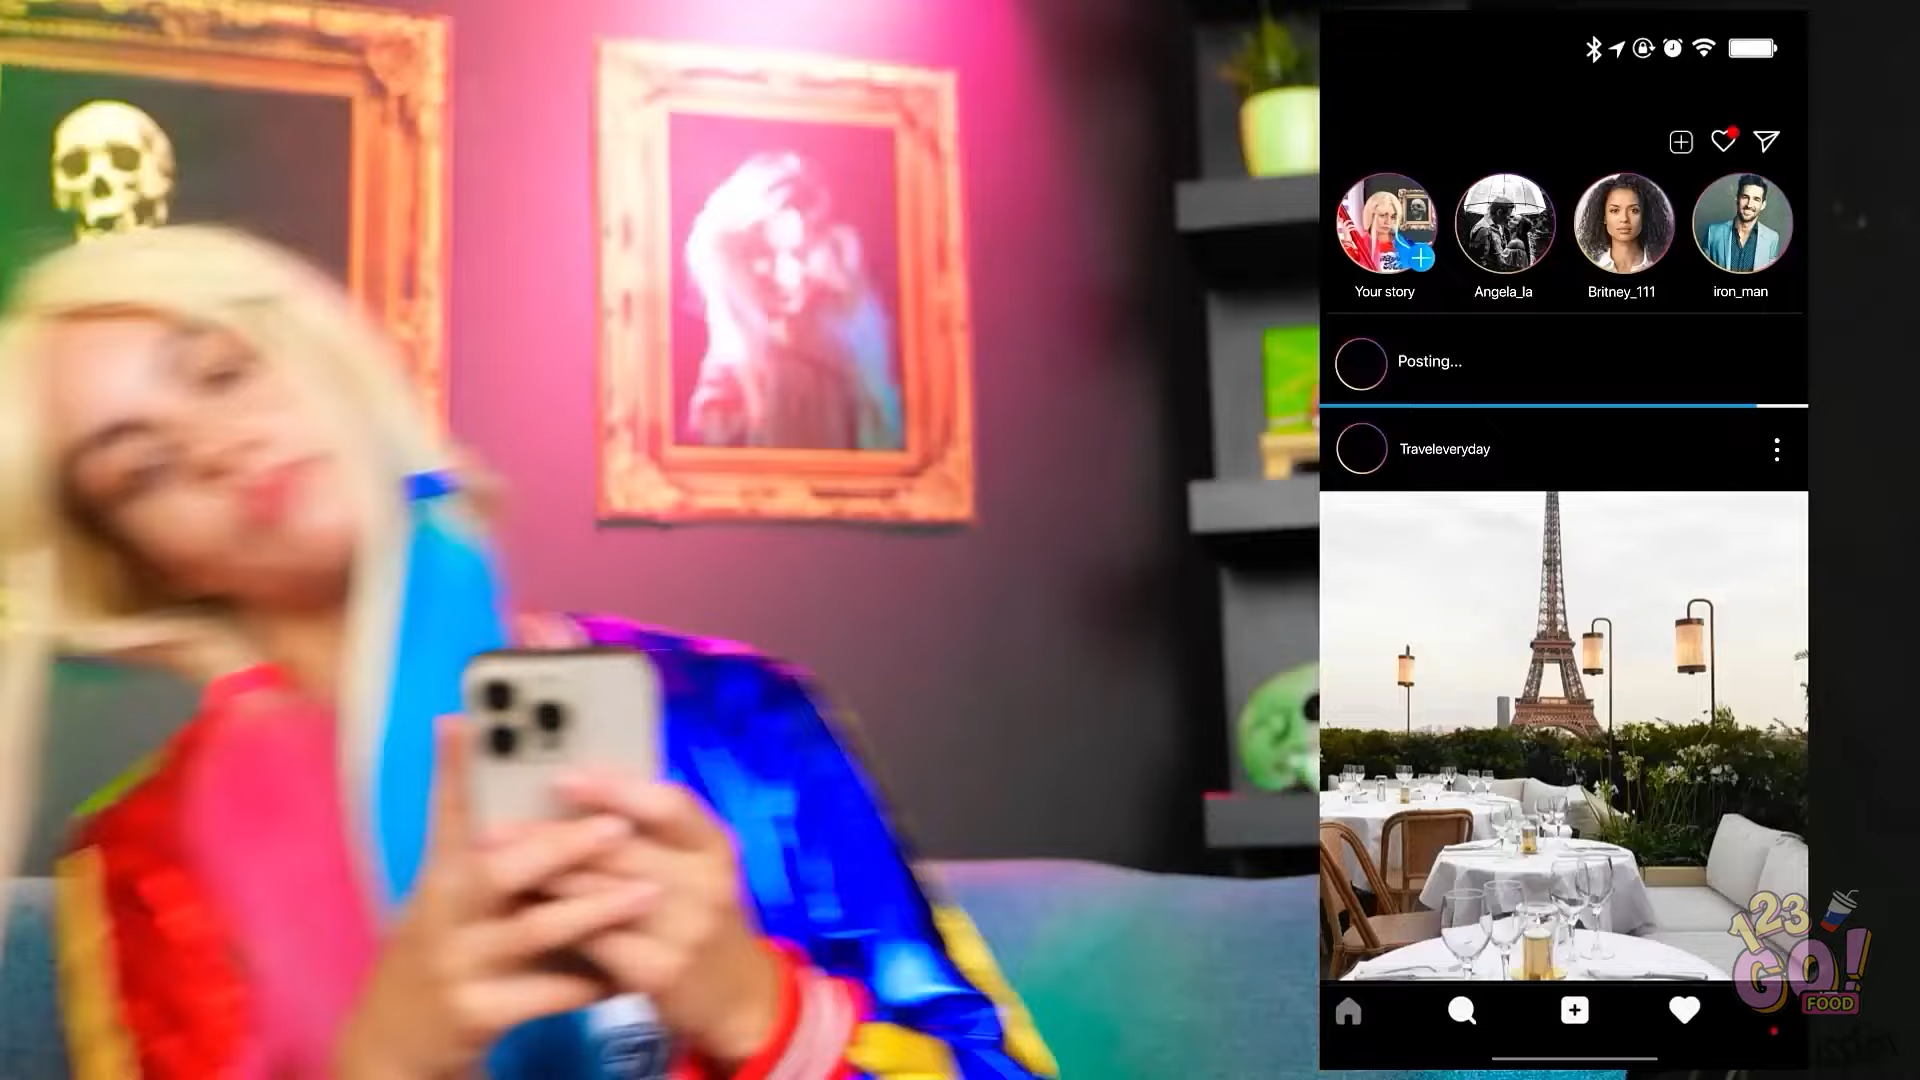 Your story
Angela_la
Britney_111
iron_man
Posting...
Traveleveryday
123
GO!
FOOD